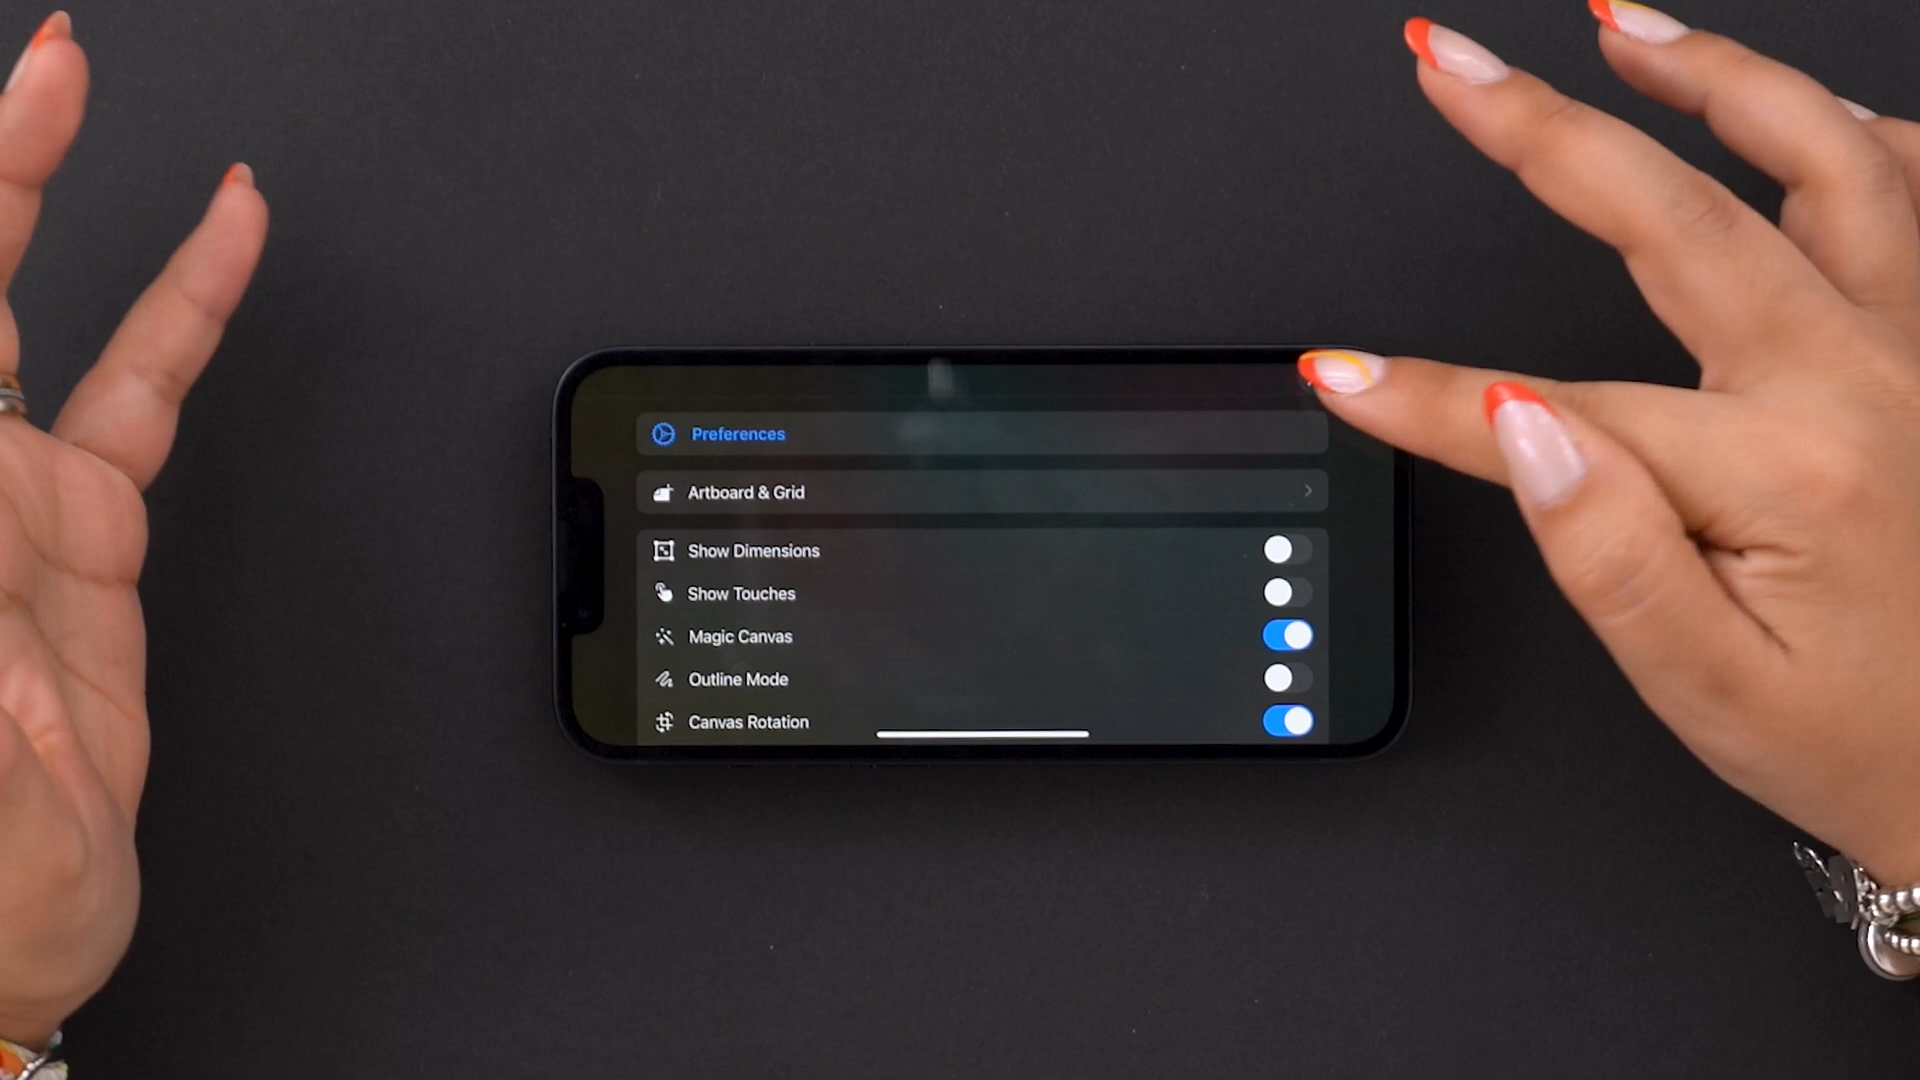 Preferences
Artboard & Grid
Show Dimensions
Show Touches
Magic Canvas
Outline Mode
Canvas Rotation